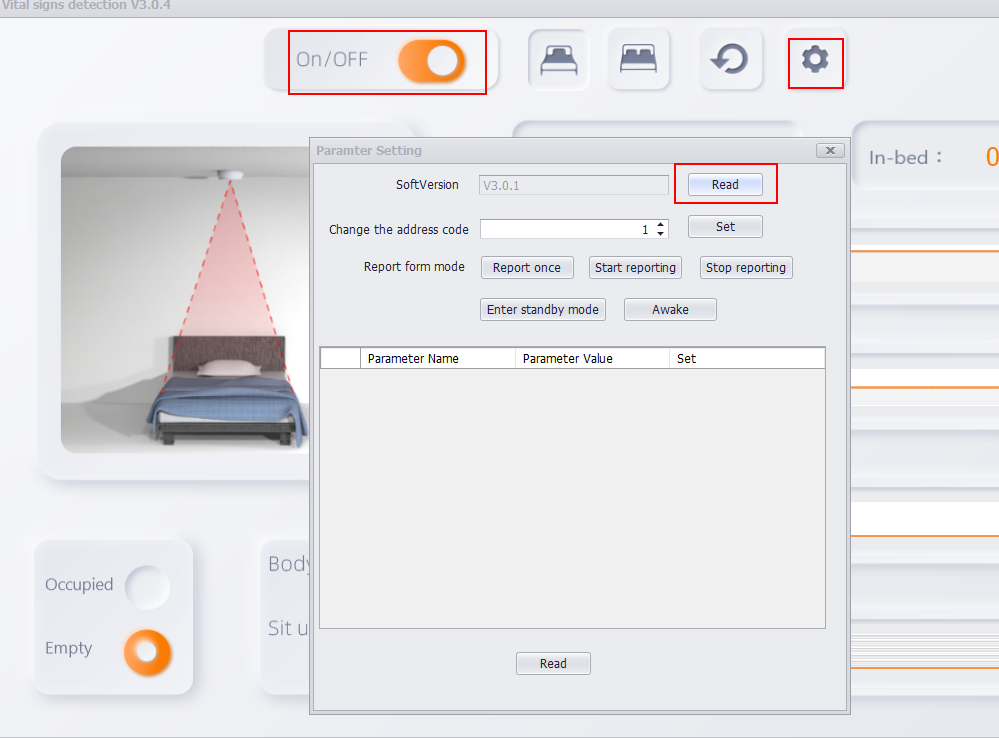 Vital signs detection V3.0.4
On/OFF
In-bed : 0
Paramter Setting
SoftVersion V3.0.1 Read
Change the address code 1 Set
Report form mode Report once Start reporting Stop reporting
Enter standby mode Awake
Parameter Name Parameter Value Set
Occupied
Empty
Body
Sit u
Read